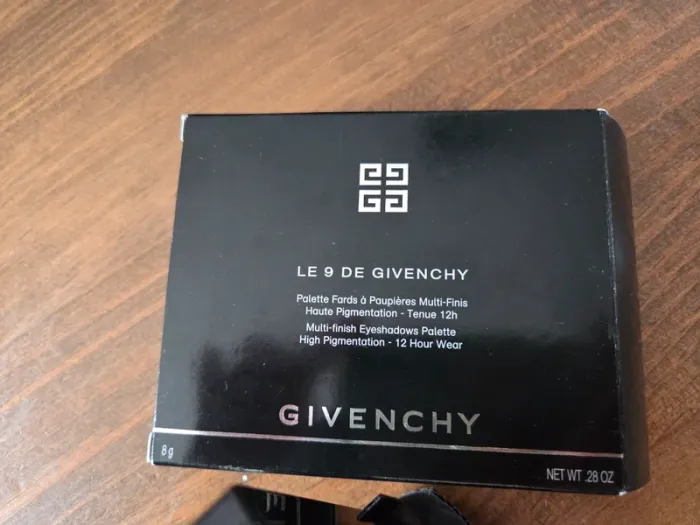 LE 9 DE GIVENCHY
Palette Fards à Paupières Multi-Finis
Haute Pigmentation - Tenue 12h
Multi-finish Eyeshadows Palette
High Pigmentation - 12 Hour Wear
GIVENCHY
8 g
NET WT .28 OZ